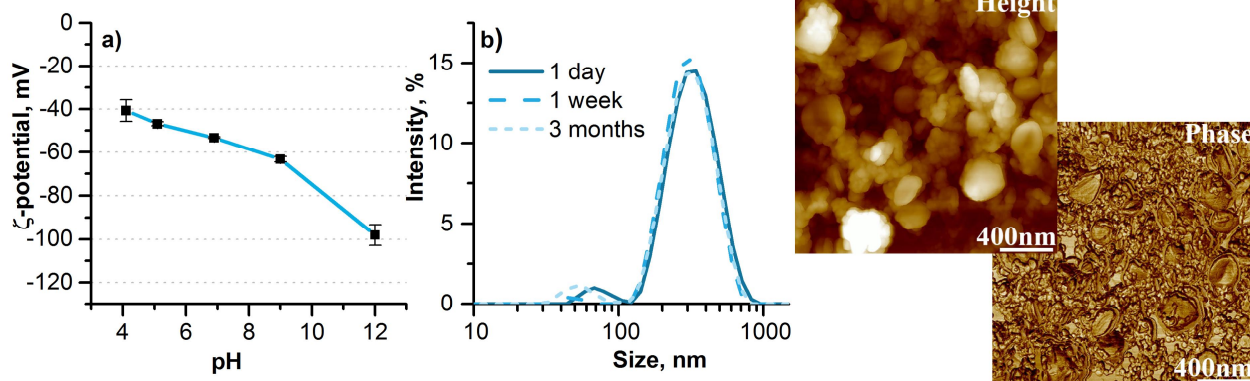 a)
ζ-potential, mV
0
-20
-40
-60
-80
-100
-120
4
6
8
10
12
pH
b)
Intensity, %
15
10
5
0
1 day
1 week
3 months
10
100
1000
Size, nm
Height
400nm
Phase
400nm